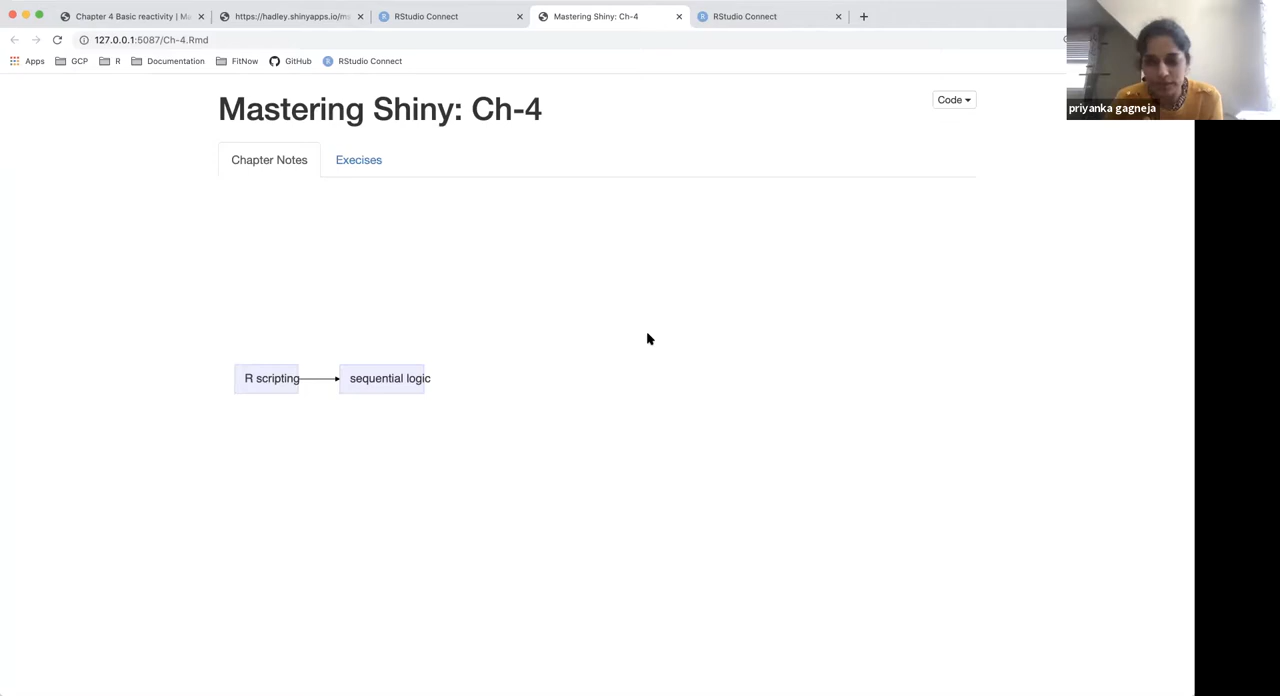 Chapter 4 Basic reactivity | Ma
https://hadley.shinyapps.io/ms
RStudio Connect
Mastering Shiny: Ch-4
RStudio Connect
127.0.0.1:5087/Ch-4.Rmd
Apps
GCP
R
Documentation
FitNow
GitHub
RStudio Connect
priyanka gagneja
Mastering Shiny: Ch-4
Code
Chapter Notes
Execises
R scripting
sequential logic